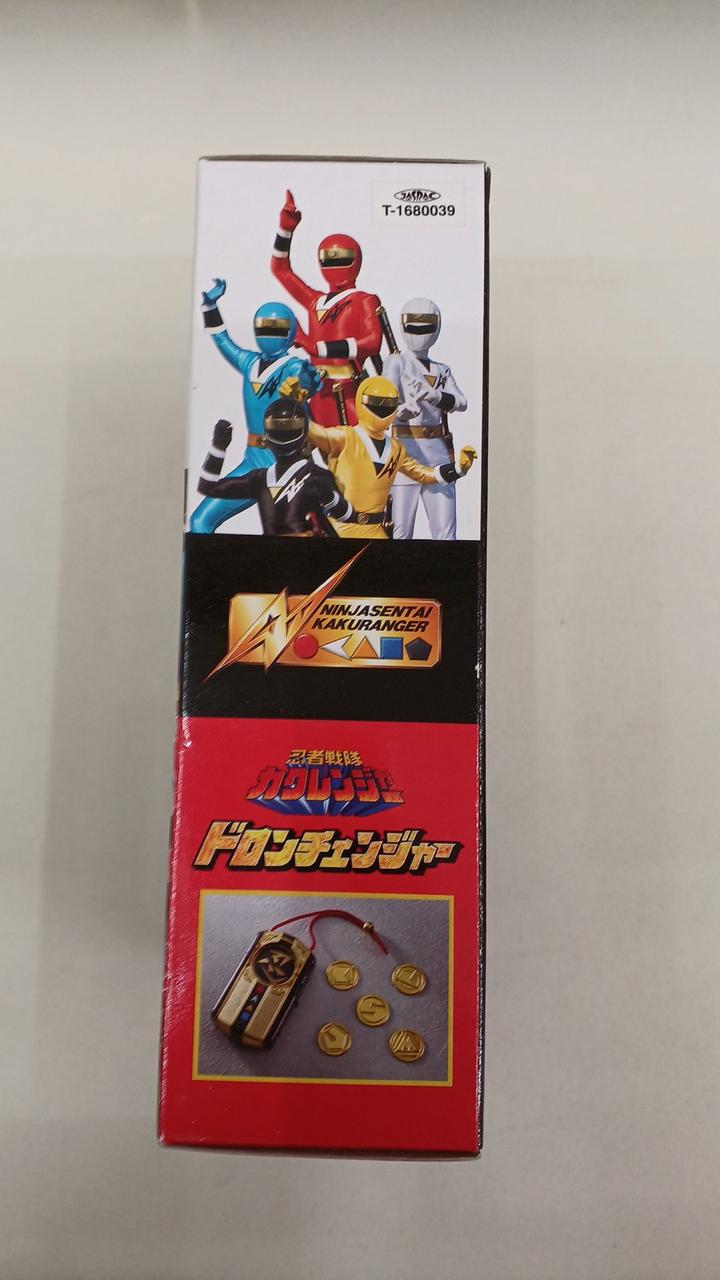 JASRAC
T-1680039
NINJASENTAI
KAKURANGER
忍者戦隊
カクレンジャー
ドロンチェンジャー